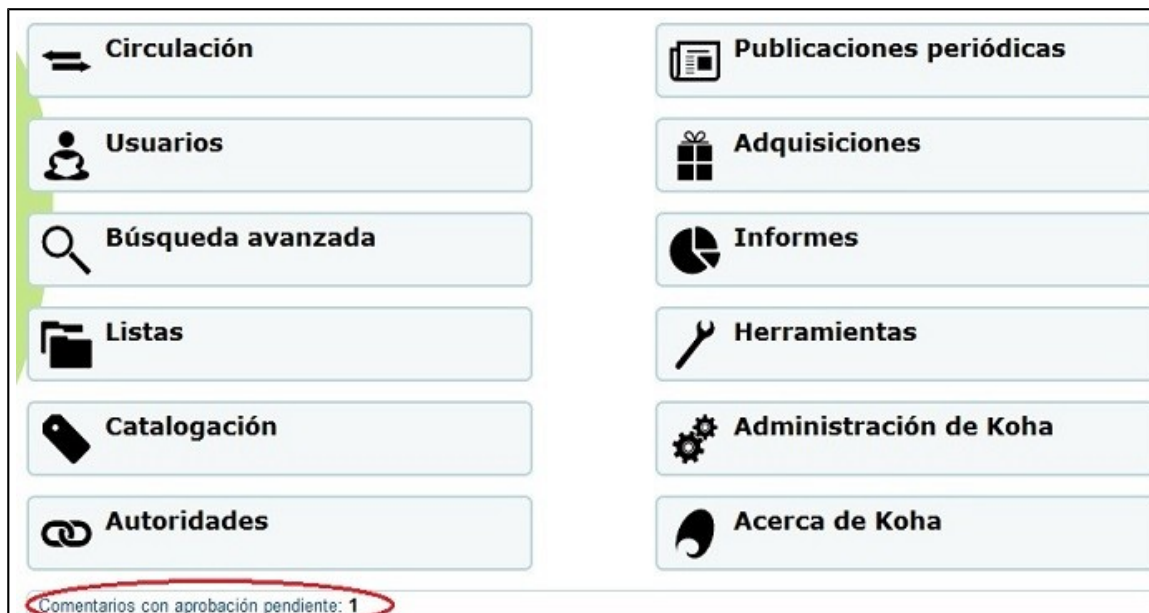 Circulación
Publicaciones periódicas
Usuarios
Adquisiciones
Búsqueda avanzada
Informes
Listas
Herramientas
Catalogación
Administración de Koha
Autoridades
Acerca de Koha
Comentarios con aprobación pendiente: 1